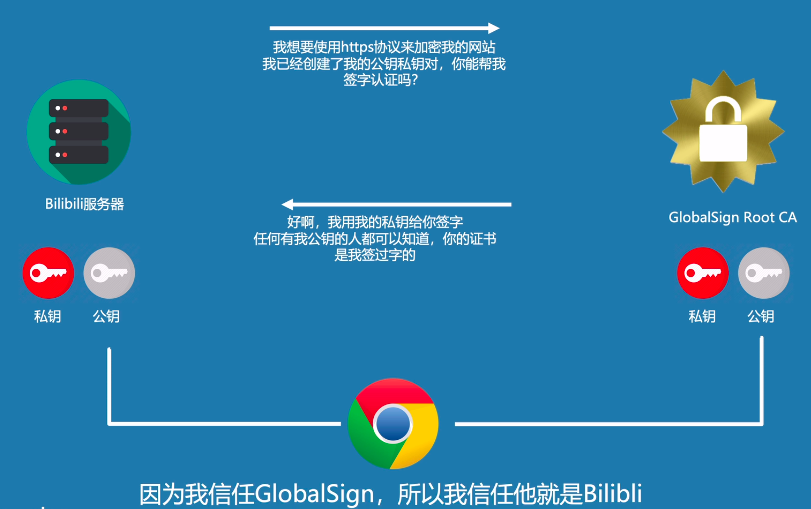 我想要使用https协议来加密我的网站
我已经创建了我的公钥私钥对，你能帮我
签字认证吗？
Bilibili服务器
GlobalSign Root CA
好啊，我用我的私钥给你签字
任何有我公钥的人都可以知道，你的证书
是我签过字的
私钥
公钥
私钥
公钥
因为我信任GlobalSign，所以我信任他就是Bilibli